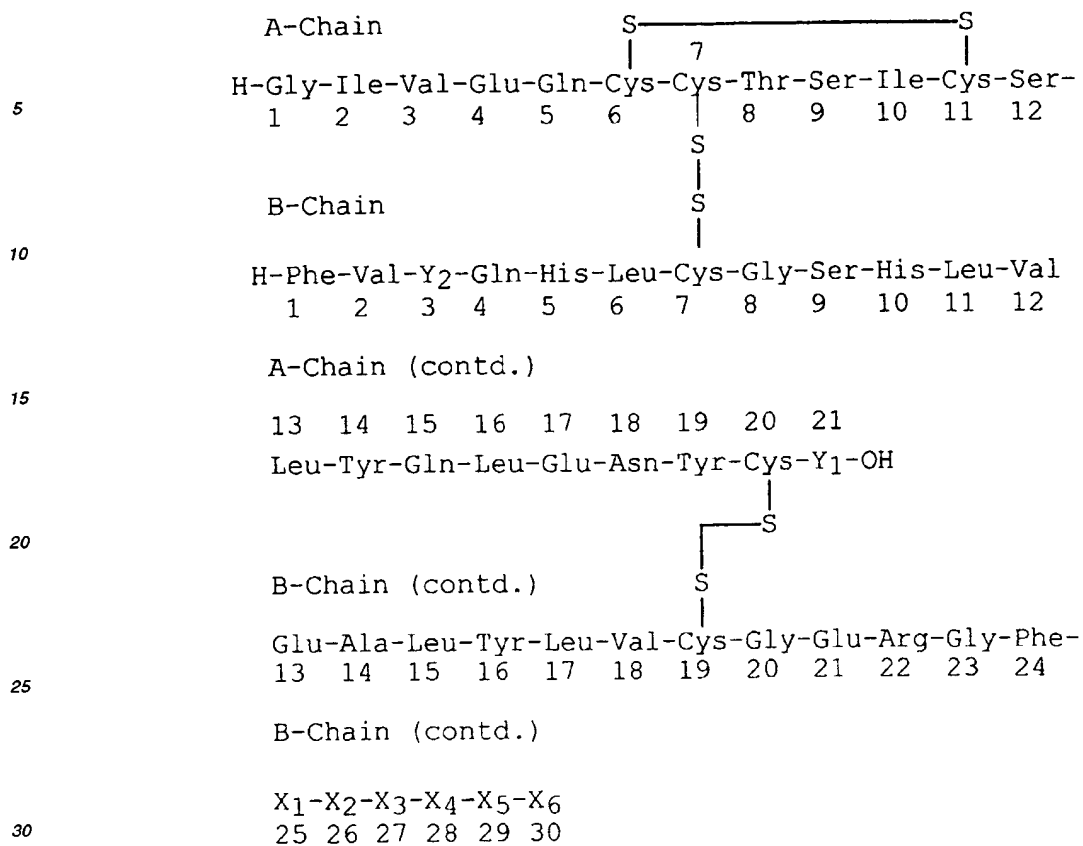 A-Chain
S S
7
H-Gly-Ile-Val-Glu-Gln-Cys-Cys-Thr-Ser-Ile-Cys-Ser-
5
1 2 3 4 5 6 8 9 10 11 12
S
B-Chain
S
10
H-Phe-Val-Y2-Gln-His-Leu-Cys-Gly-Ser-His-Leu-Val
1 2 3 4 5 6 7 8 9 10 11 12
A-Chain (contd.)
15
13 14 15 16 17 18 19 20 21
Leu-Tyr-Gln-Leu-Glu-Asn-Tyr-Cys-Y1-OH
S
20
B-Chain (contd.)
S
Glu-Ala-Leu-Tyr-Leu-Val-Cys-Gly-Glu-Arg-Gly-Phe-
13 14 15 16 17 18 19 20 21 22 23 24
25
B-Chain (contd.)
X1-X2-X3-X4-X5-X6
25 26 27 28 29 30
30